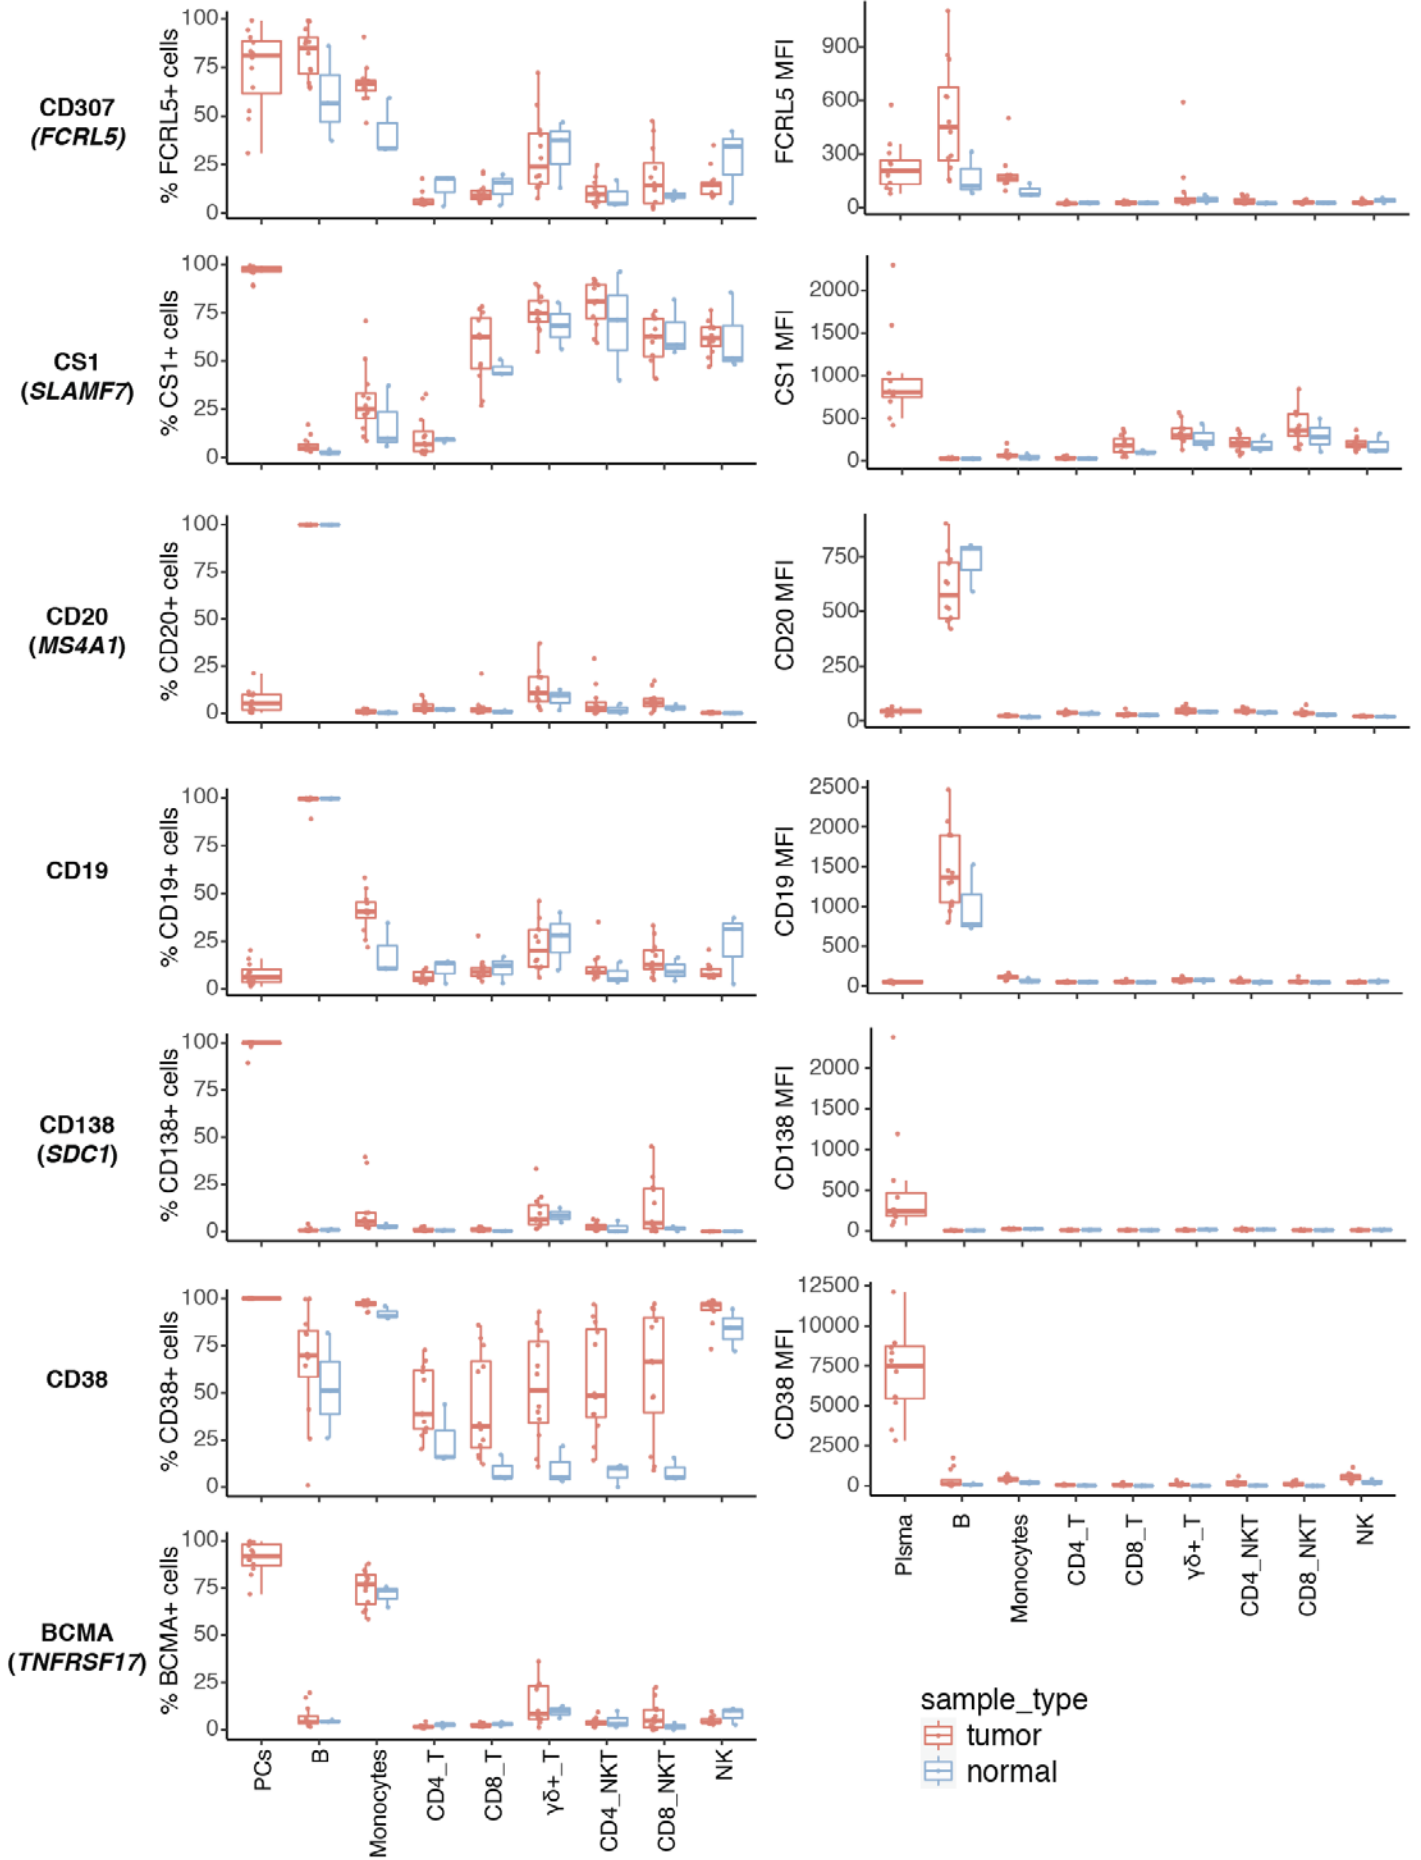 CD307
(FCRL5)
% FCRL5+ cells
100
75
50
25
0
FCRL5 MFI
900
600
300
0
CS1
(SLAMF7)
% CS1+ cells
100
75
50
25
0
CS1 MFI
2000
1500
1000
500
0
CD20
(MS4A1)
% CD20+ cells
100
75
50
25
0
CD20 MFI
750
500
250
0
CD19
% CD19+ cells
100
75
50
25
0
CD19 MFI
2500
2000
1500
1000
500
0
CD138
(SDC1)
% CD138+ cells
100
75
50
25
0
CD138 MFI
2000
1500
1000
500
0
CD38
% CD38+ cells
100
75
50
25
0
CD38 MFI
12500
10000
7500
5000
2500
0
Plsma
B
Monocytes
CD4_T
CD8_T
γδ+_T
CD4_NKT
CD8_NKT
NK
BCMA
(TNFRSF17)
% BCMA+ cells
100
75
50
25
0
PCs
B
Monocytes
CD4_T
CD8_T
γδ+_T
CD4_NKT
CD8_NKT
NK
sample_type
tumor
normal